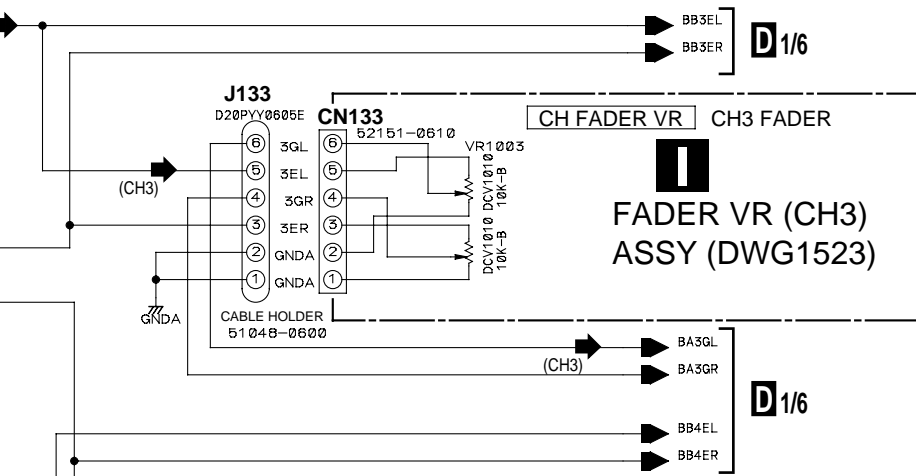 BB3EL
BB3ER
D 1/6
J133
D20PYY0605E
CN133
52151-0610
CH FADER VR CH3 FADER
VR1003
6 3GL 6
5 3EL 5
4 3GR 4
3 3ER 3
2 GNDA 2
1 GNDA 1
(CH3)
DCV1010
10K-B
DCV1010
10K-B
I
FADER VR (CH3)
ASSY (DWG1523)
GNDA
CABLE HOLDER
51048-0600
(CH3)
BA3GL
BA3GR
D 1/6
BB4EL
BB4ER